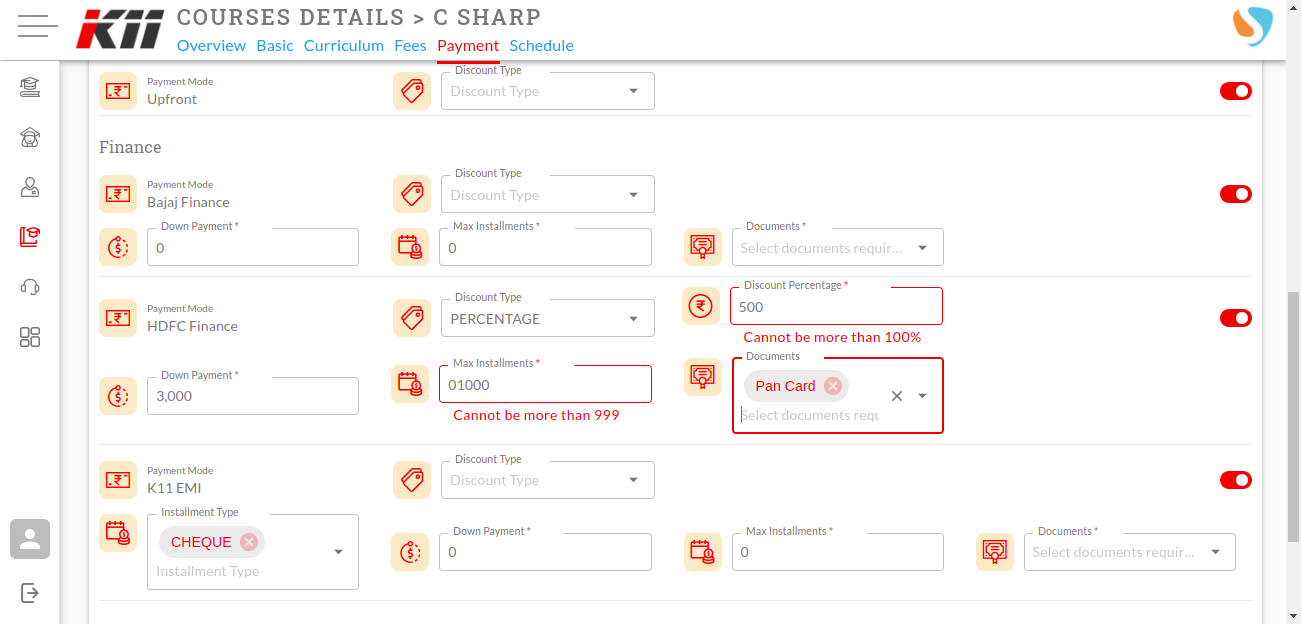 K11
COURSES DETAILS > C SHARP
Overview Basic Curriculum Fees Payment Schedule
Payment Mode
Upfront
Discount Type
Discount Type
Finance
Payment Mode
Bajaj Finance
Discount Type
Discount Type
Down Payment *
0
Max Installments *
0
Documents *
Select documents requir...
Payment Mode
HDFC Finance
Discount Type
PERCENTAGE
Discount Percentage *
500
Cannot be more than 100%
Down Payment *
3,000
Max Installments *
01000
Cannot be more than 999
Documents
Pan Card
Select documents requ
Payment Mode
K11 EMI
Discount Type
Discount Type
Installment Type
CHEQUE
Installment Type
Down Payment *
0
Max Installments *
0
Documents *
Select documents requir...